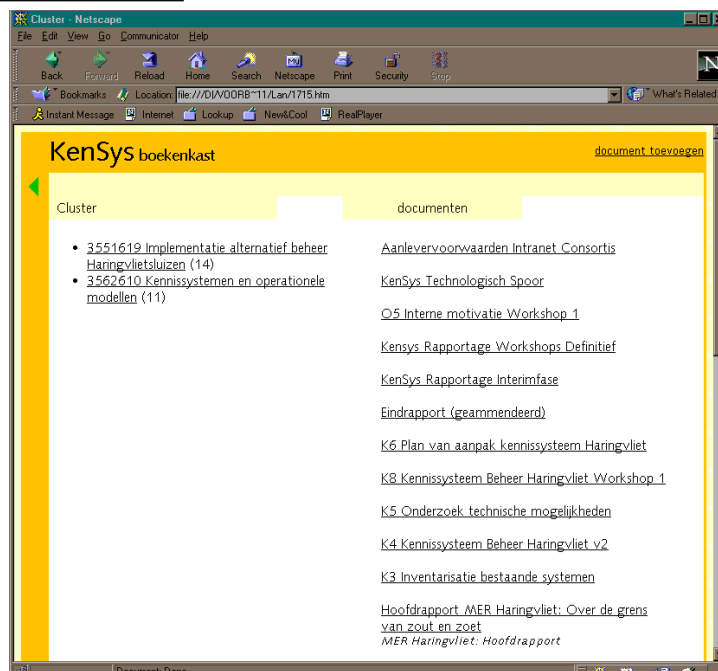 Cluster - Netscape
File Edit View Go Communicator Help
Back Forward Reload Home Search Netscape Print Security Stop
Bookmarks Location: file:///D|/VOORB~11/Lan/1715.htm What's Related
Instant Message Internet Lookup New&Cool RealPlayer
KenSys boekenkast
document toevoegen
Cluster
documenten
• 3551619 Implementatie alternatief beheer
Haringvlietsluizen (14)
• 3562610 Kennissystemen en operationele
modellen (11)
Aanlevervoorwaarden Intranet Consortis
KenSys Technologisch Spoor
O5 Interne motivatie Workshop 1
Kensys Rapportage Workshops Definitief
KenSys Rapportage Interimfase
Eindrapport (geammendeerd)
K6 Plan van aanpak kennissysteem Haringvliet
K8 Kennissysteem Beheer Haringvliet Workshop 1
K5 Onderzoek technische mogelijkheden
K4 Kennissysteem Beheer Haringvliet v2
K3 Inventarisatie bestaande systemen
Hoofdrapport MER Haringvliet: Over de grens
van zout en zoet
MER Haringvliet: Hoofdrapport
Document: Done